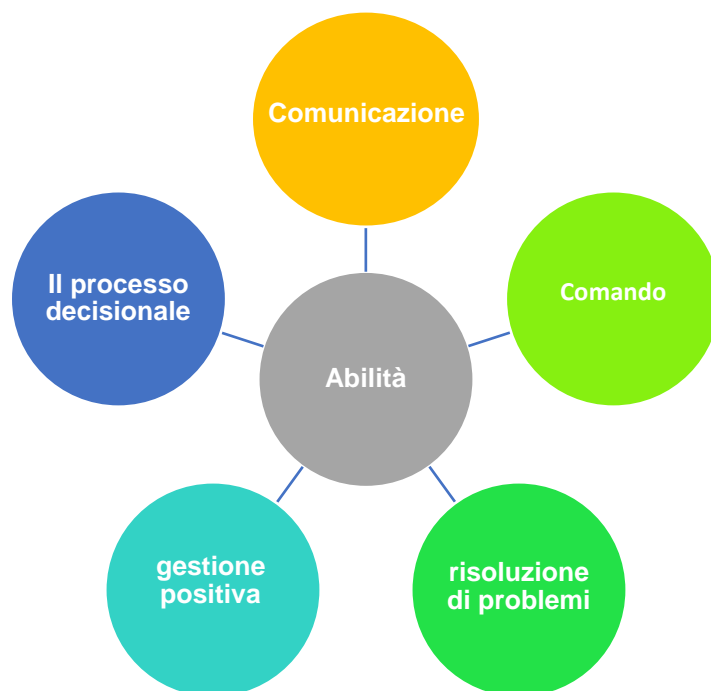 Comunicazione
Il processo
decisionale
Comando
Abilità
gestione
positiva
risoluzione
di problemi